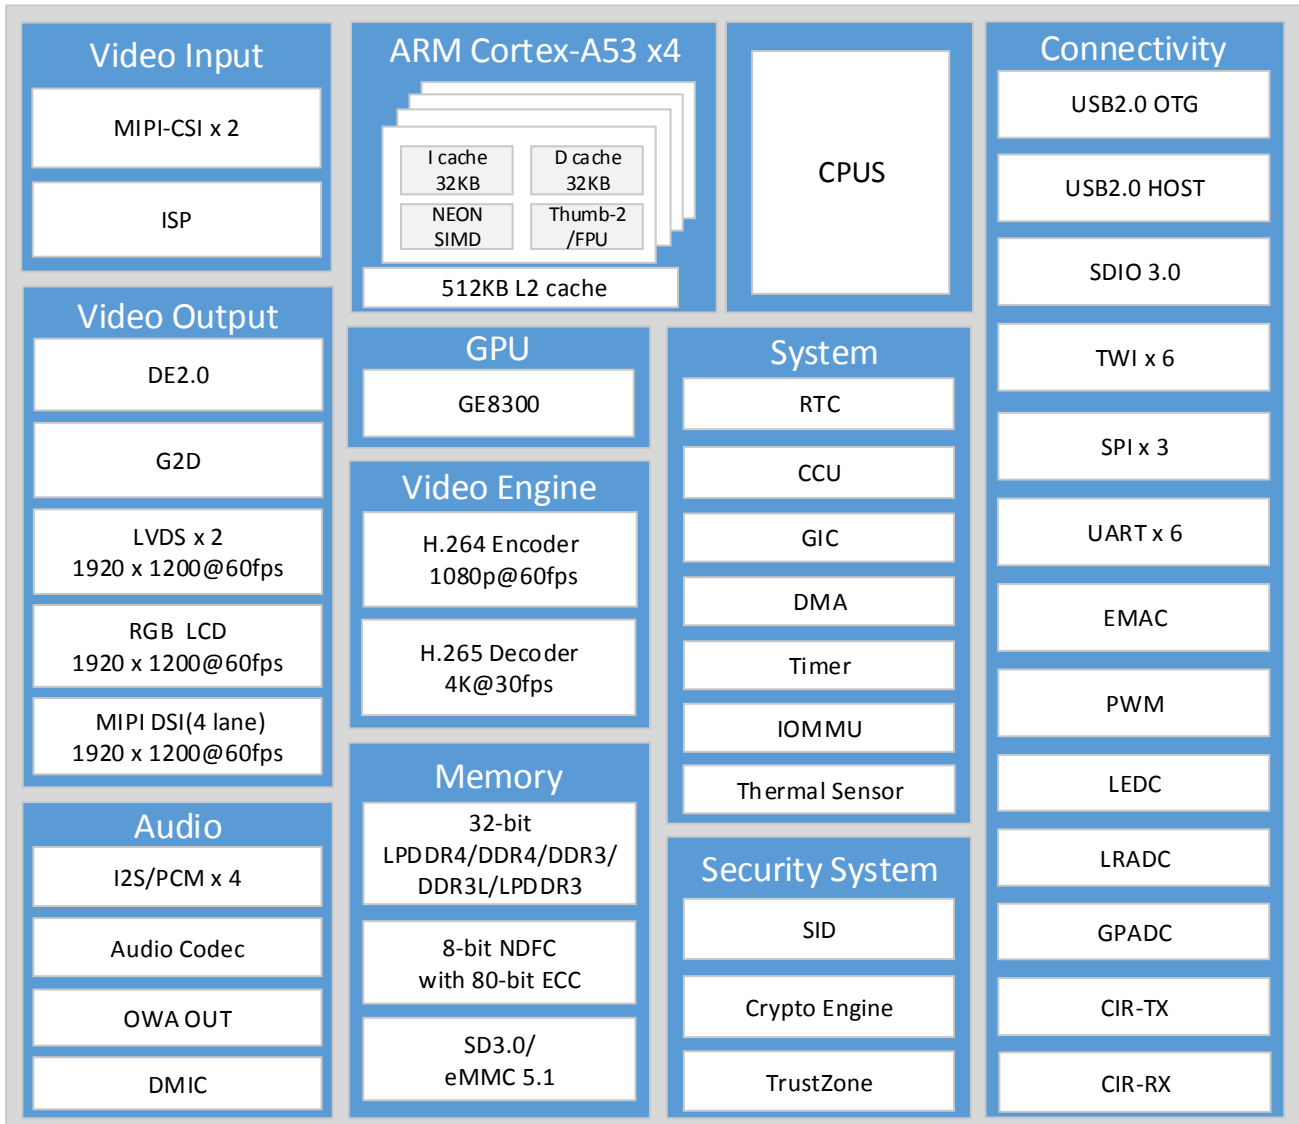 Video Input
MIPI-CSI x 2
ISP
Video Output
DE2.0
G2D
LVDS x 2
1920 x 1200@60fps
RGB LCD
1920 x 1200@60fps
MIPI DSI(4 lane)
1920 x 1200@60fps
Audio
I2S/PCM x 4
Audio Codec
OWA OUT
DMIC
ARM Cortex-A53 x4
I cache
32KB
D cache
32KB
NEON
SIMD
Thumb-2
/FPU
512KB L2 cache
GPU
GE8300
Video Engine
H.264 Encoder
1080p@60fps
H.265 Decoder
4K@30fps
Memory
32-bit
LPDDR4/DDR4/DDR3/
DDR3L/LPDDR3
8-bit NDFC
with 80-bit ECC
SD3.0/
eMMC 5.1
CPUS
System
RTC
CCU
GIC
DMA
Timer
IOMMU
Thermal Sensor
Security System
SID
Crypto Engine
TrustZone
Connectivity
USB2.0 OTG
USB2.0 HOST
SDIO 3.0
TWI x 6
SPI x 3
UART x 6
EMAC
PWM
LEDC
LRADC
GPADC
CIR-TX
CIR-RX